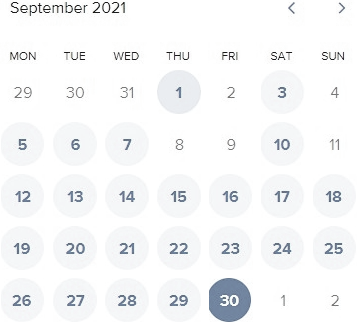 September 2021
MON TUE WED THU FRI SAT SUN
29 30 31 1 2 3 4
5 6 7 8 9 10 11
12 13 14 15 16 17 18
19 20 21 22 23 24 25
26 27 28 29 30 1 2